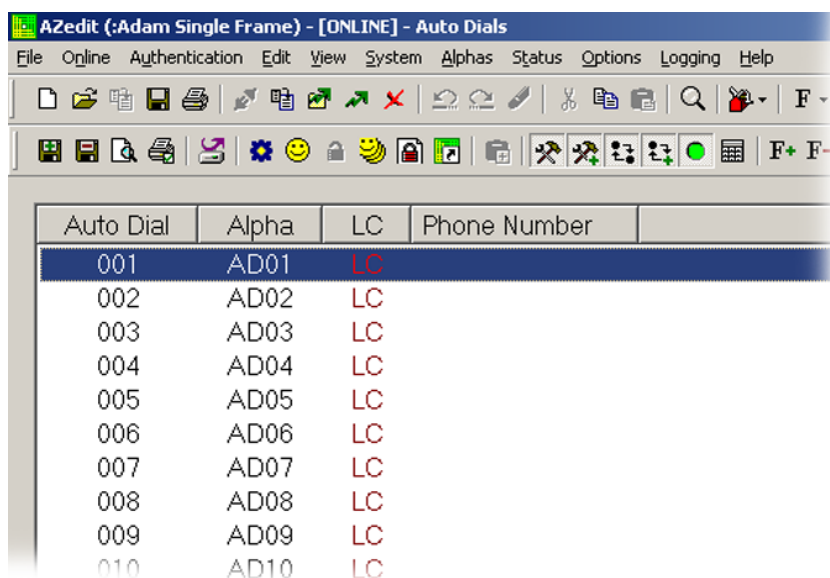 AZedit (:Adam Single Frame) - [ONLINE] - Auto Dials
File Online Authentication Edit View System Alphas Status Options Logging Help
F
F+ F-
Auto Dial Alpha LC Phone Number
001 AD01 LC
002 AD02 LC
003 AD03 LC
004 AD04 LC
005 AD05 LC
006 AD06 LC
007 AD07 LC
008 AD08 LC
009 AD09 LC
010 AD10 LC